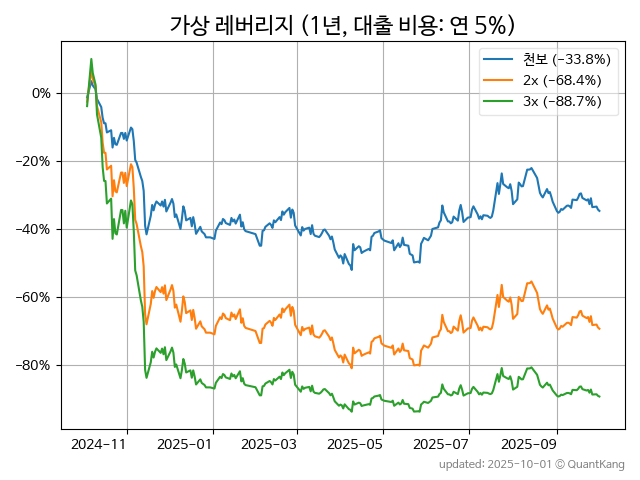 가상 레버리지 (1년, 대출 비용: 연 5%)
천보 (-33.8%)
2x (-68.4%)
3x (-88.7%)
0%
−20%
−40%
−60%
−80%
2024-11 2025-01 2025-03 2025-05 2025-07 2025-09
updated: 2025-10-01 © QuantKang